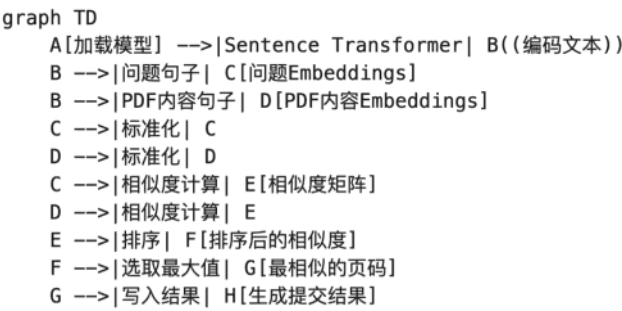 graph TD
    A[加载模型] -->|Sentence Transformer| B((编码文本))
    B -->|问题句子| C[问题Embeddings]
    B -->|PDF内容句子| D[PDF内容Embeddings]
    C -->|标准化| C
    D -->|标准化| D
    C -->|相似度计算| E[相似度矩阵]
    D -->|相似度计算| E
    E -->|排序| F[排序后的相似度]
    F -->|选取最大值| G[最相似的页码]
    G -->|写入结果| H[生成提交结果]